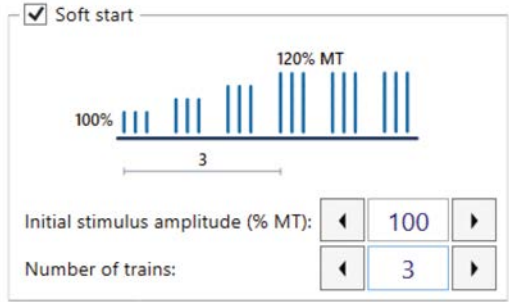 Soft start
120% MT
100%
3
Initial stimulus amplitude (% MT): 100
Number of trains: 3